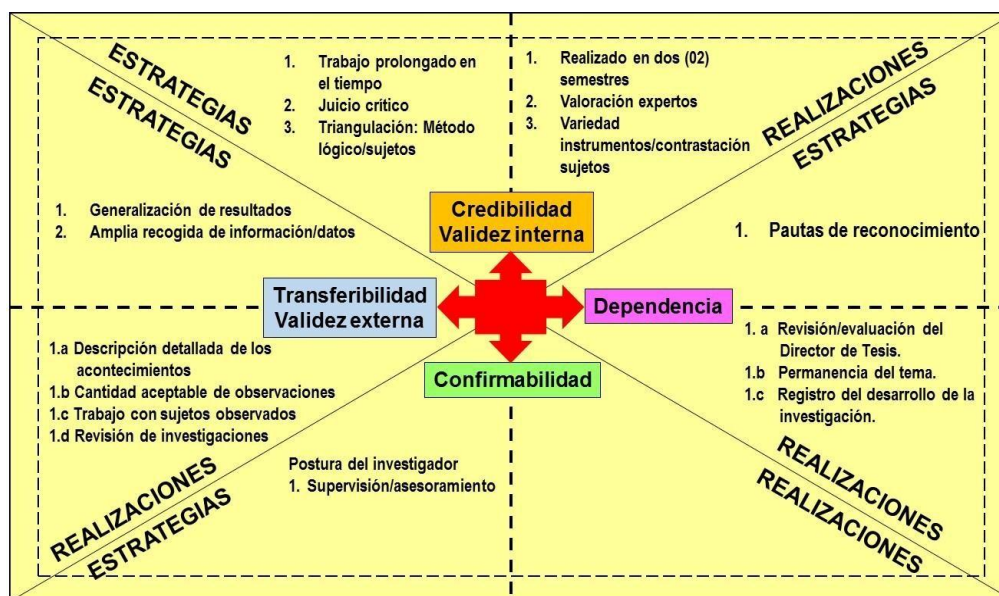 ESTRATEGIAS
ESTRATEGIAS
1. Trabajo prolongado en
el tiempo
2. Juicio crítico
3. Triangulación: Método
lógico/sujetos
1. Realizado en dos (02)
semestres
2. Valoración expertos
3. Variedad
instrumentos/contrastación
sujetos
REALIZACIONES
ESTRATEGIAS
1. Generalización de resultados
2. Amplia recogida de información/datos
Credibilidad
Validez interna
1. Pautas de reconocimiento
Transferibilidad
Validez externa
Dependencia
Confirmabilidad
1.a Descripción detallada de los
acontecimientos
1.b Cantidad aceptable de observaciones
1.c Trabajo con sujetos observados
1.d Revisión de investigaciones
1. a Revisión/evaluación del
Director de Tesis.
1.b Permanencia del tema.
1.c Registro del desarrollo de la
investigación.
REALIZACIONES
ESTRATEGIAS
Postura del investigador
1. Supervisión/asesoramiento
REALIZACIONES
REALIZACIONES